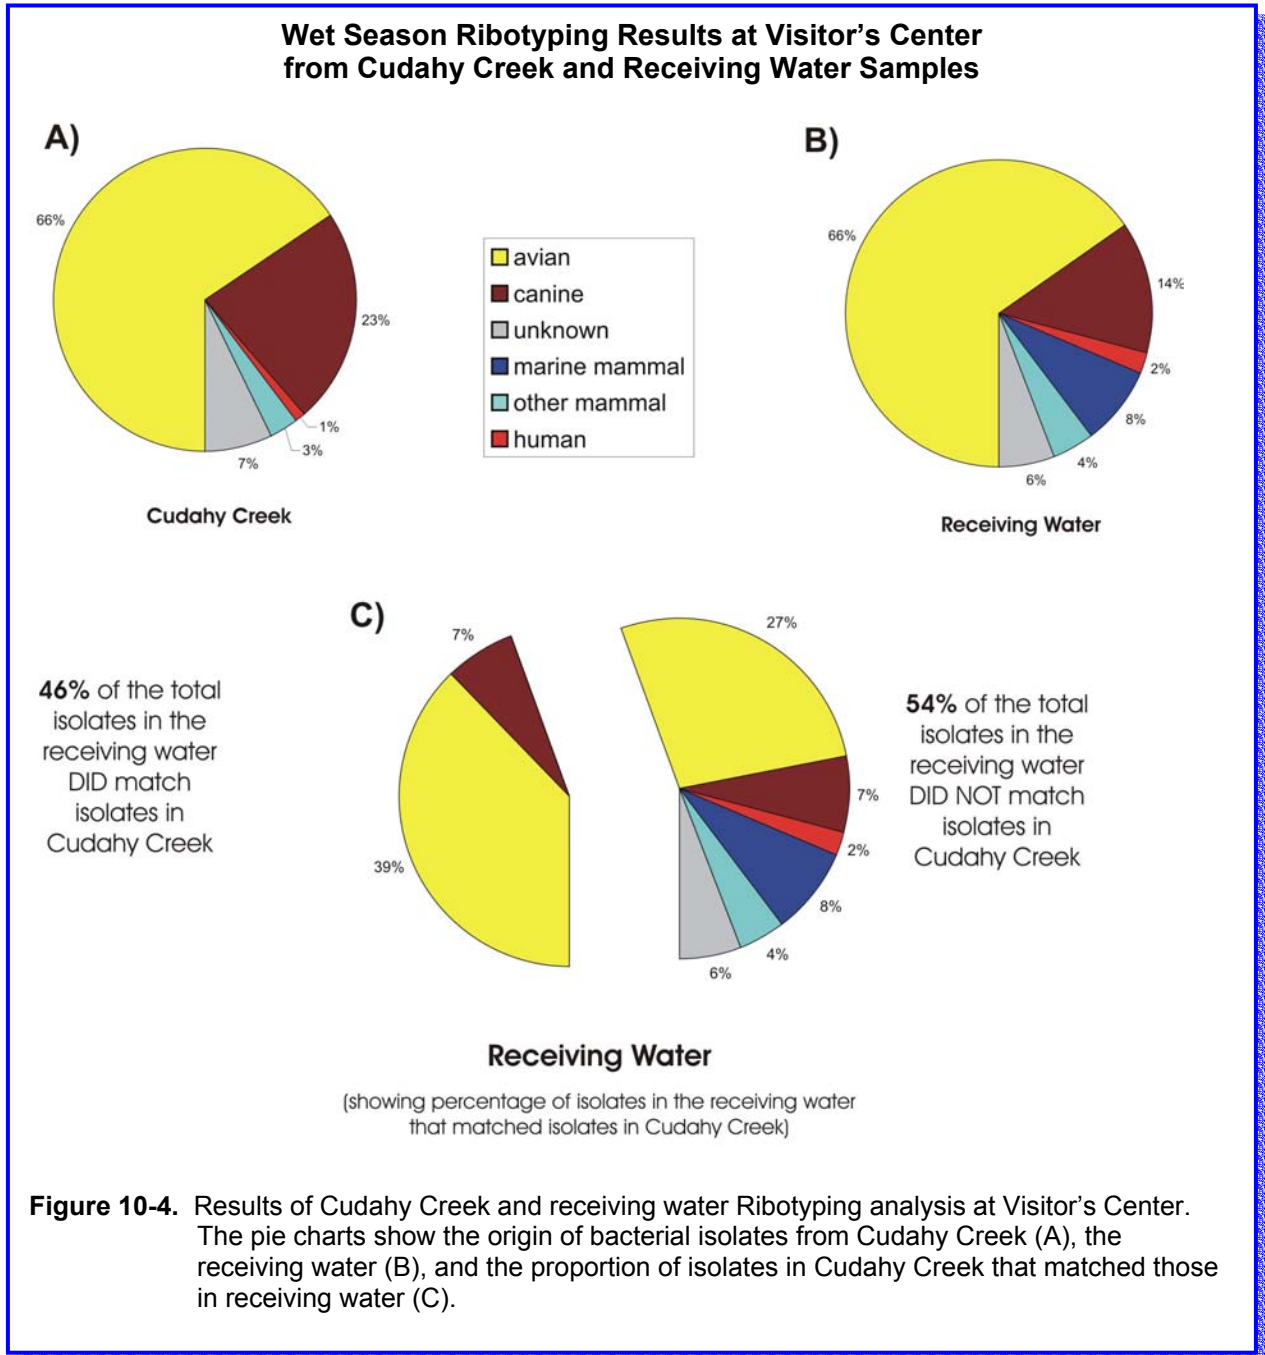 Wet Season Ribotyping Results at Visitor’s Center
from Cudahy Creek and Receiving Water Samples
A)
66%
23%
1%
3%
7%
Cudahy Creek
avian
canine
unknown
marine mammal
other mammal
human
B)
66%
14%
2%
8%
4%
6%
Receiving Water
C)
7%
39%
27%
7%
2%
8%
4%
6%
46% of the total
isolates in the
receiving water
DID match
isolates in
Cudahy Creek
54% of the total
isolates in the
receiving water
DID NOT match
isolates in
Cudahy Creek
Receiving Water
(showing percentage of isolates in the receiving water
that matched isolates in Cudahy Creek)
Figure 10-4. Results of Cudahy Creek and receiving water Ribotyping analysis at Visitor’s Center.
The pie charts show the origin of bacterial isolates from Cudahy Creek (A), the
receiving water (B), and the proportion of isolates in Cudahy Creek that matched those
in receiving water (C).